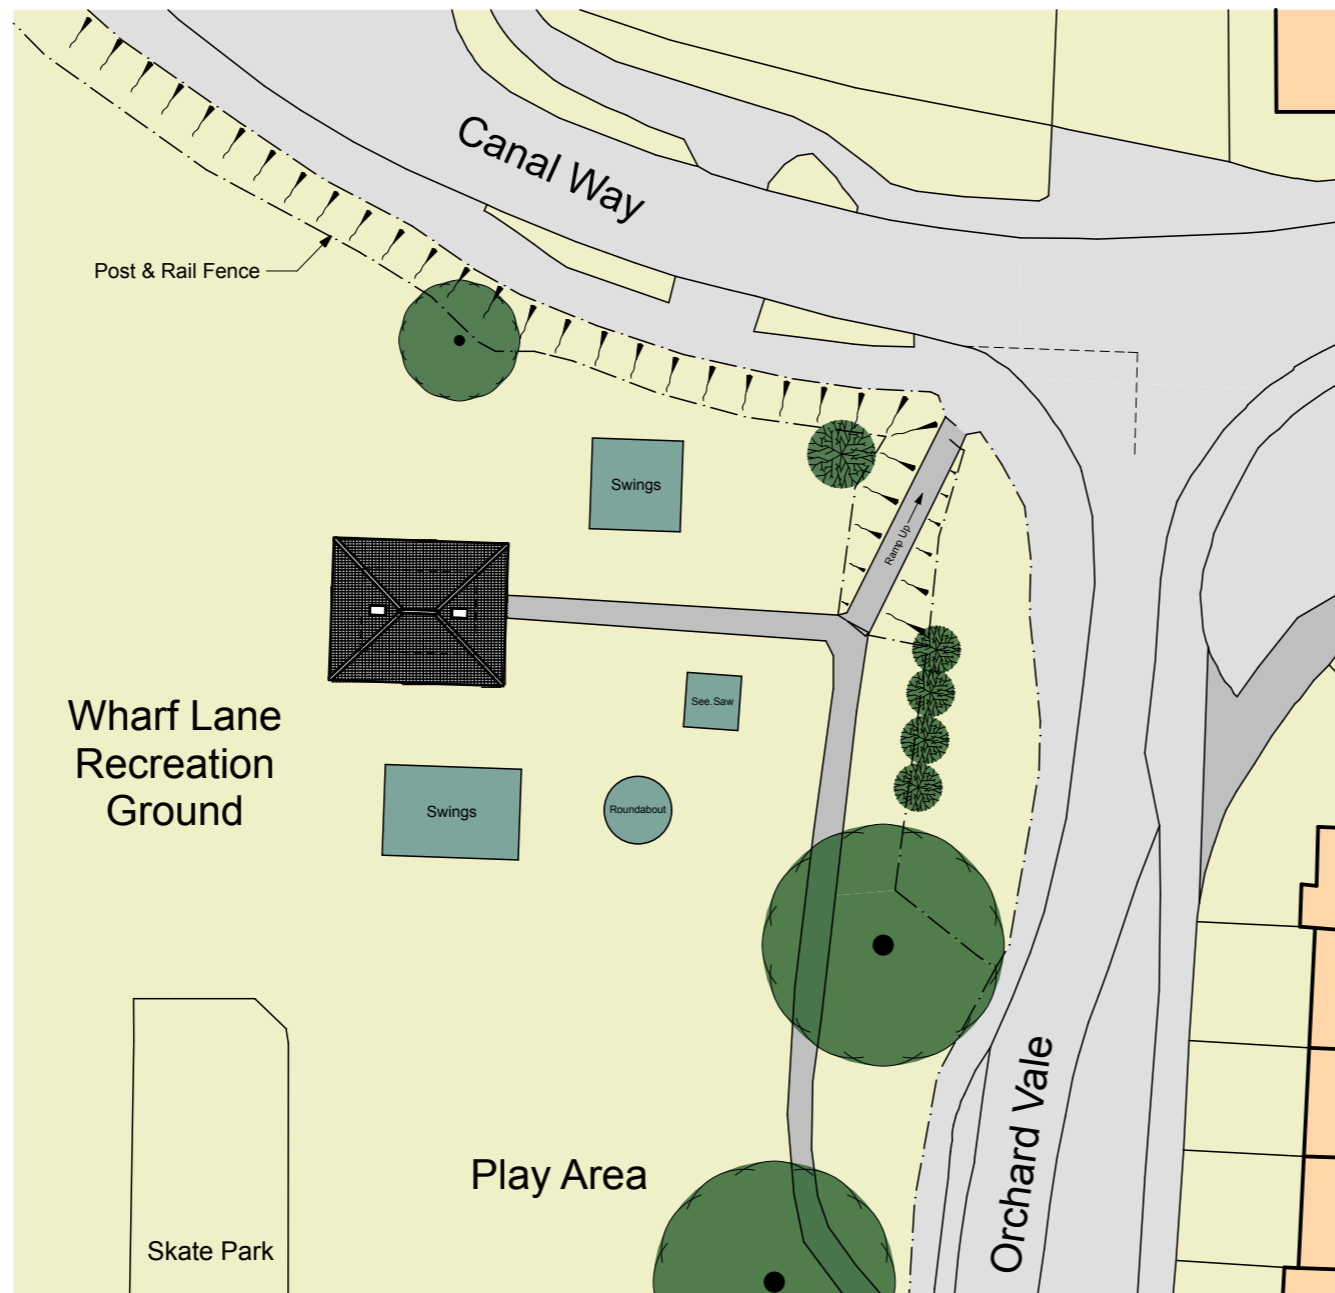 Canal Way
Post & Rail Fence
Swings
Ramp Up
See.Saw
Wharf Lane
Recreation
Ground
Swings
Roundabout
Orchard Vale
Play Area
Skate Park